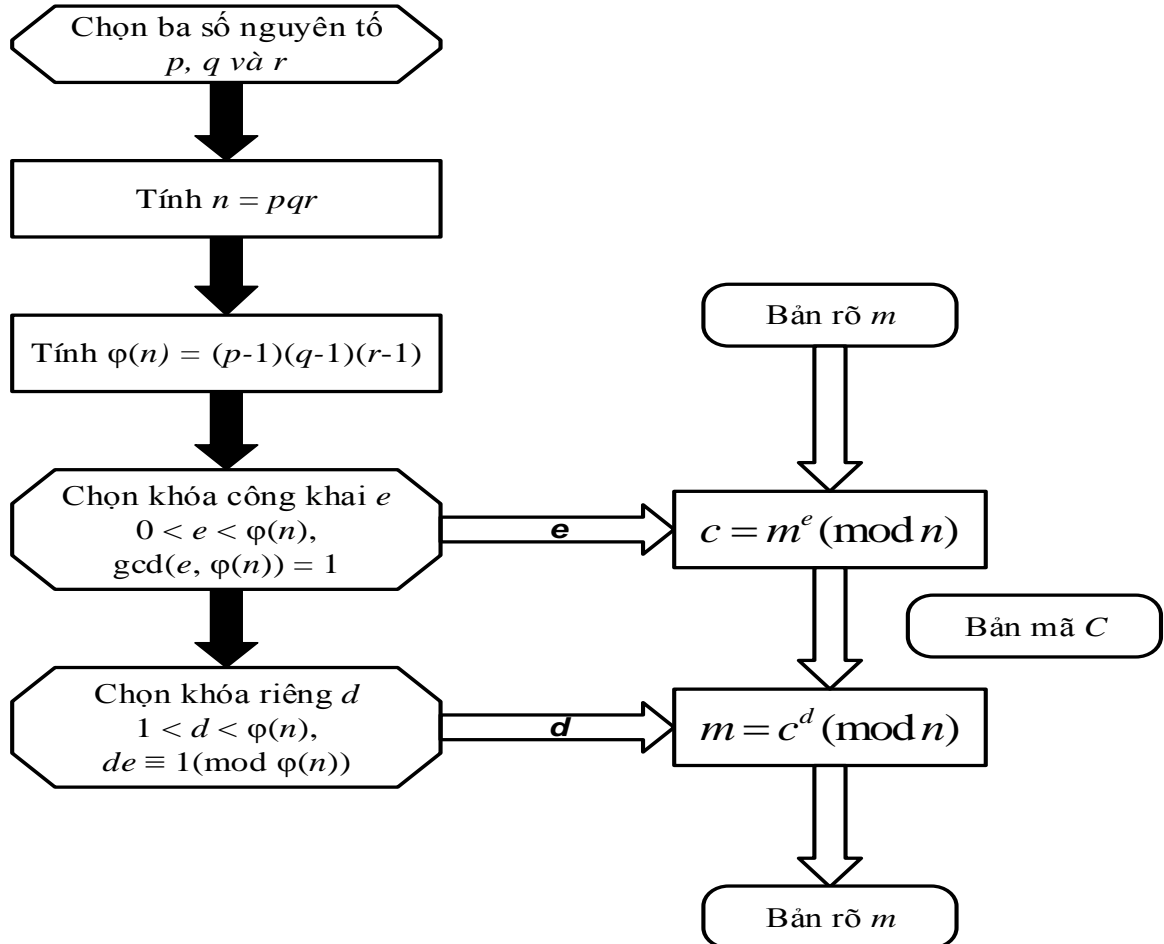 Chọn ba số nguyên tố
p, q và r
Tính n = pqr
Tính φ(n) = (p-1)(q-1)(r-1)
Bản rõ m
Chọn khóa công khai e
0 < e < φ(n),
gcd(e, φ(n)) = 1
e
c = m^e (mod n)
Bản mã C
Chọn khóa riêng d
1 < d < φ(n),
de ≡ 1(mod φ(n))
d
m = c^d (mod n)
Bản rõ m